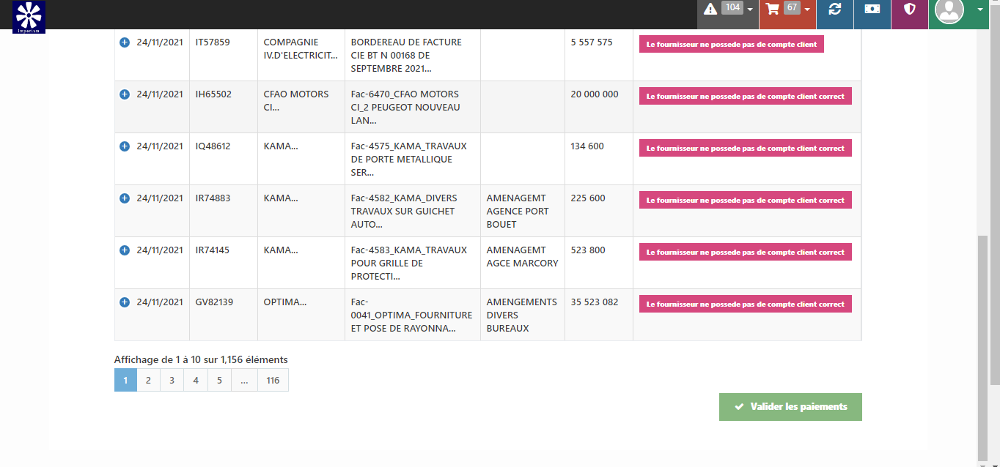 Impartum
104
67
24/11/2021 IT57859 COMPAGNIE BORDEREAU DE FACTURE 5 557 575 Le fournisseur ne possede pas de compte client
IV.D'ELECTRICIT... CIE BT N 00168 DE
SEPTEMBRE 2021...
24/11/2021 IH65502 CFAO MOTORS Fac-6470_CFAO MOTORS 20 000 000 Le fournisseur ne possede pas de compte client correct
CI... CI_2 PEUGEOT NOUVEAU
LAN...
24/11/2021 IQ48612 KAMA... Fac-4575_KAMA_TRAVAUX 134 600 Le fournisseur ne possede pas de compte client correct
DE PORTE METALLIQUE
SER...
24/11/2021 IR74883 KAMA... Fac-4582_KAMA_DIVERS AMENAGEMT 225 600 Le fournisseur ne possede pas de compte client correct
TRAVAUX SUR GUICHET AGENCE PORT
AUTO... BOUET
24/11/2021 IR74145 KAMA... Fac-4583_KAMA_TRAVAUX AMENAGEMT 523 800 Le fournisseur ne possede pas de compte client correct
POUR GRILLE DE AGCE MARCORY
PROTECTI...
24/11/2021 GV82139 OPTIMA... Fac- AMENGEMENTS 35 523 082 Le fournisseur ne possede pas de compte client correct
0041_OPTIMA_FOURNITURE DIVERS
ET POSE DE RAYONNA... BUREAUX
Affichage de 1 à 10 sur 1,156 éléments
1 2 3 4 5 ... 116
Valider les paiements